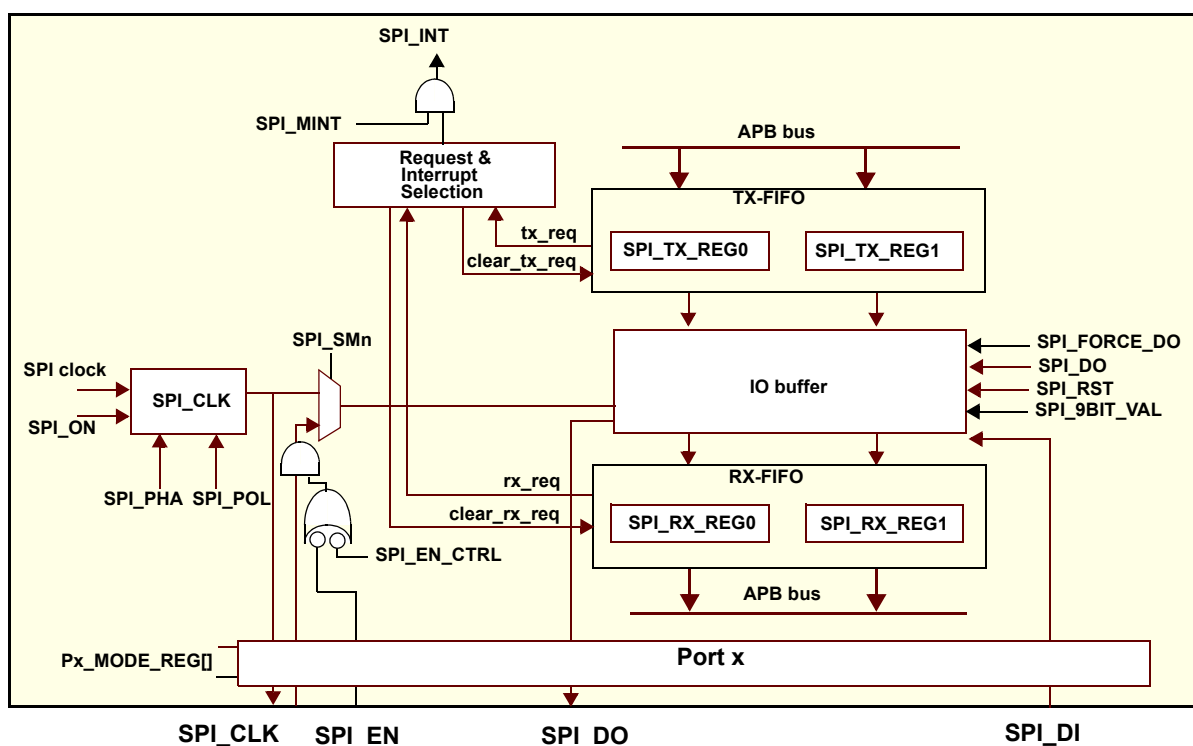 SPI_INT
SPI_MINT
APB bus
Request &
Interrupt
Selection
TX-FIFO
tx_req
SPI_TX_REG0
SPI_TX_REG1
clear_tx_req
SPI_SMn
SPI_FORCE_DO
SPI clock
SPI_DO
IO buffer
SPI_RST
SPI_CLK
SPI_9BIT_VAL
SPI_ON
RX-FIFO
rx_req
SPI_PHA
SPI_POL
clear_rx_req
SPI_RX_REG0
SPI_RX_REG1
SPI_EN_CTRL
APB bus
Port x
Px_MODE_REG[]
SPI_CLK
SPI_EN
SPI_DO
SPI_DI